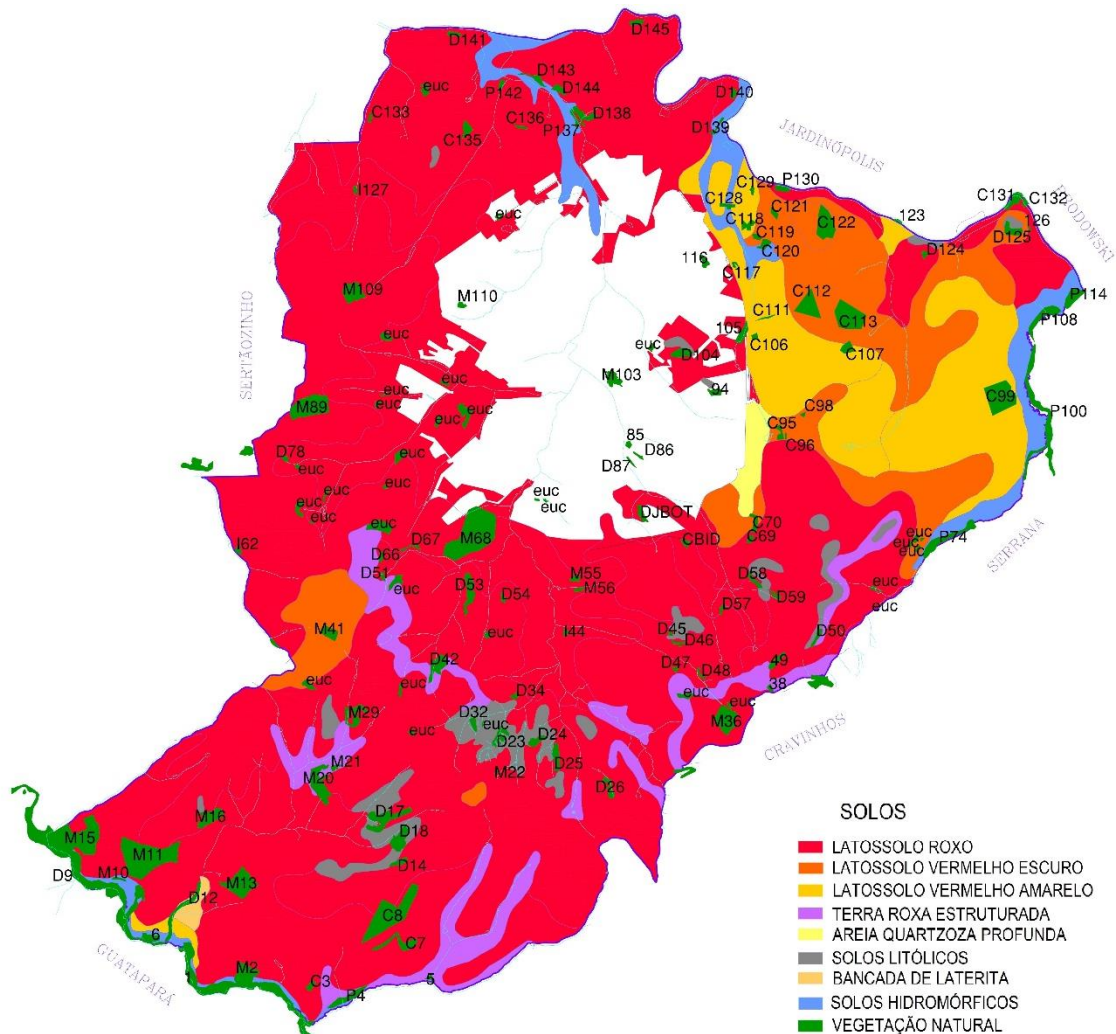 D145
D141
D143
D144
D140
euc
P142
C133
D138
C136
P137
D139
C135
JARDINÓPOLIS
I127
C129
P130
C131
C132
C128
C121
euc
C118
C122
123
126
C119
D125
C120
D124
116
C117
M109
C112
P114
M110
C111
P108
C113
SERTÃOZINHO
105
euc
C106
euc
D104
C107
M103
euc
euc
94
C99
M89
euc
euc
C98
P100
euc
C95
85
C96
D86
D78
euc
D87
euc
euc
euc
euc
euc
euc
DJBOT
C70
euc
M68
euc
C69
CBID
P74
euc
I62
D67
euc
D66
SERRANA
D51
M55
D58
euc
D53
M56
euc
D54
D59
D57
euc
M41
euc
I44
D45
D50
D46
D42
D47
49
D48
euc
euc
38
D34
euc
euc
M29
D32
M36
euc
euc
D23
D24
CRAVINHOS
M21
D25
M20
M22
D26
SOLOS
M16
D17
M15
D18
LATOSSOLO ROXO
M11
D14
LATOSSOLO VERMELHO ESCURO
D9
M10
M13
LATOSSOLO VERMELHO AMARELO
D12
C8
TERRA ROXA ESTRUTURADA
6
C7
AREIA QUARTZOZA PROFUNDA
GUATAPARÁ
SOLOS LITÓLICOS
1
M2
C3
5
BANCADA DE LATERITA
P4
SOLOS HIDROMÓRFICOS
VEGETAÇÃO NATURAL